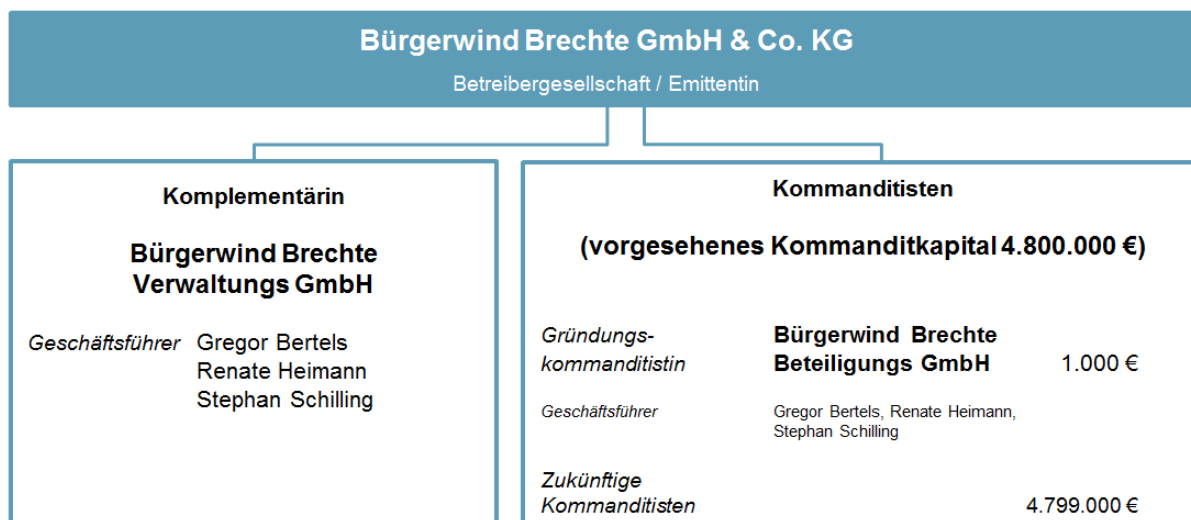 Bürgerwind Brechte GmbH & Co. KG
Betreibergesellschaft / Emittentin
Komplementärin
Bürgerwind Brechte
Verwaltungs GmbH
Geschäftsführer Gregor Bertels
Renate Heimann
Stephan Schilling
Kommanditisten
(vorgesehenes Kommanditkapital 4.800.000 €)
Gründungs- Bürgerwind Brechte
kommanditistin Beteiligungs GmbH 1.000 €
Geschäftsführer Gregor Bertels, Renate Heimann,
Stephan Schilling
Zukünftige
Kommanditisten 4.799.000 €